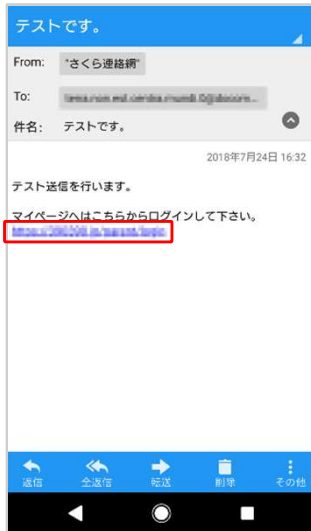 テストです。
From: "さくら連絡網"
To:
件名: テストです。
2018年7月24日 16:32
テスト送信を行います。
マイページへはこちらからログインして下さい。
返信 全返信 転送 削除 その他